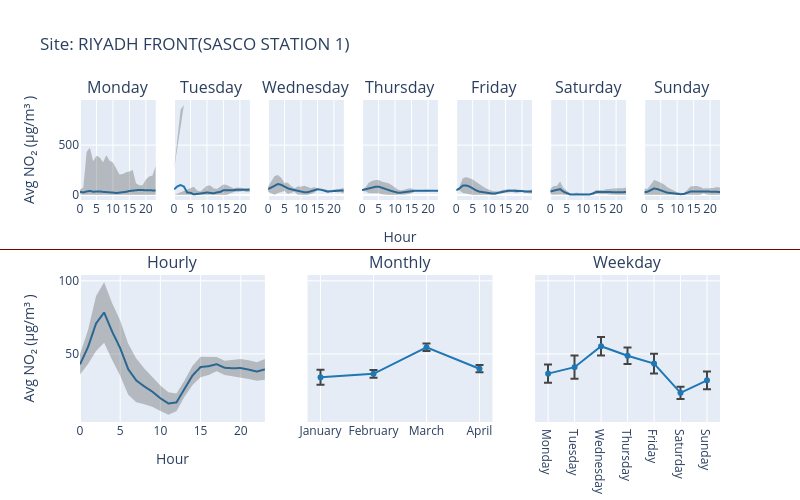 Site: RIYADH FRONT(SASCO STATION 1)
Monday Tuesday Wednesday Thursday Friday Saturday Sunday
Avg NO₂ (µg/m³ )
500
0
0 5 10 15 20 0 5 10 15 20 0 5 10 15 20 0 5 10 15 20 0 5 10 15 20 0 5 10 15 20 0 5 10 15 20
Hour
Hourly Monthly Weekday
Avg NO₂ (µg/m³ )
100
50
0 5 10 15 20
Hour
January February March April
Monday Tuesday Wednesday Thursday Friday Saturday Sunday